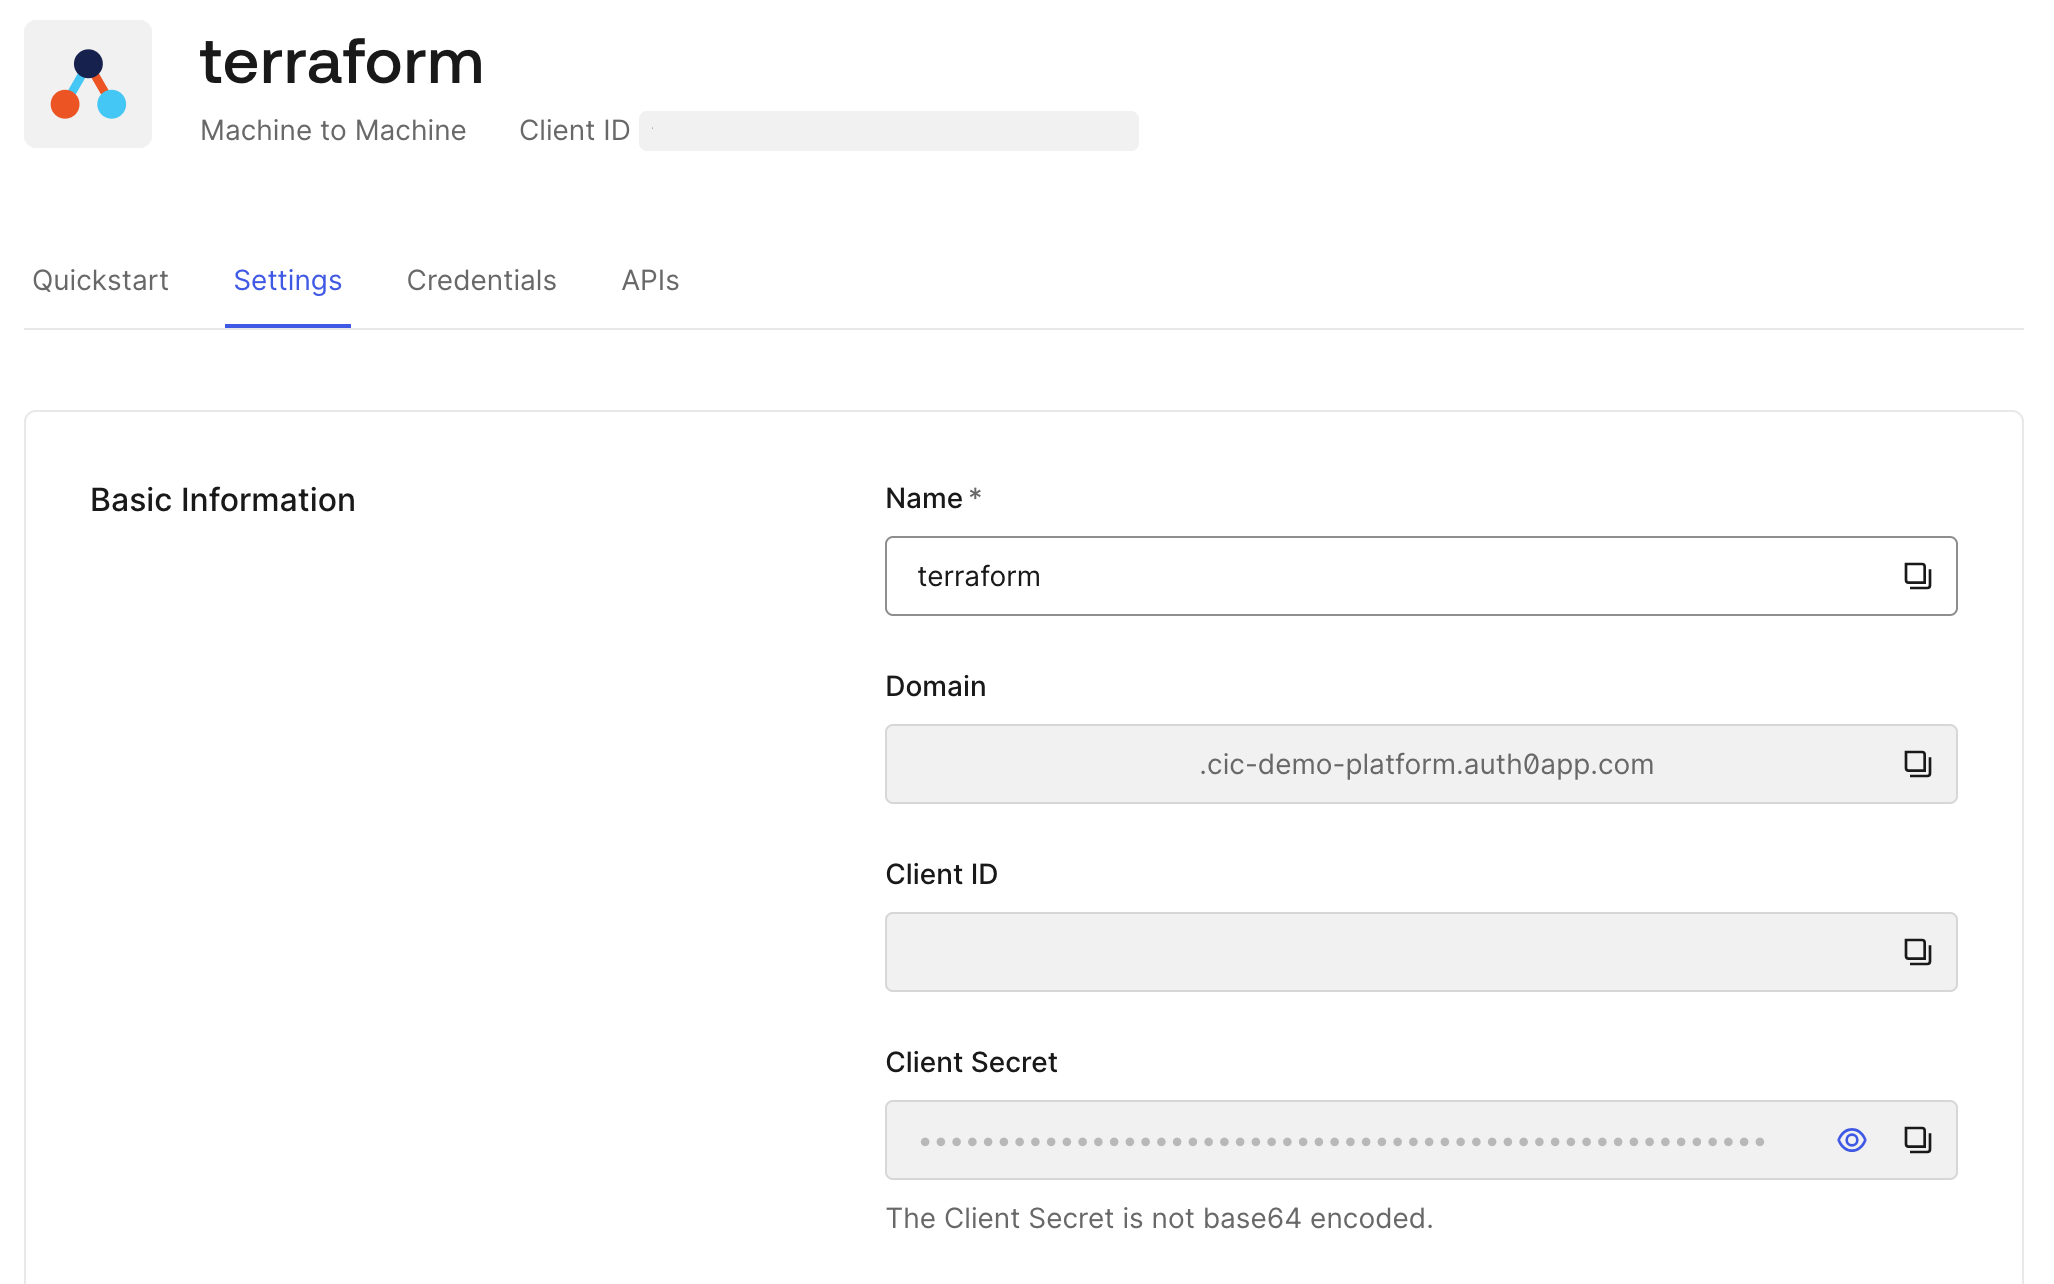 terraform
Machine to Machine Client ID
Quickstart Settings Credentials APIs
Basic Information
Name *
terraform
Domain
.cic-demo-platform.auth0app.com
Client ID
Client Secret
••••••••••••••••••••••••••••••••••••••••••••••••••••••
The Client Secret is not base64 encoded.